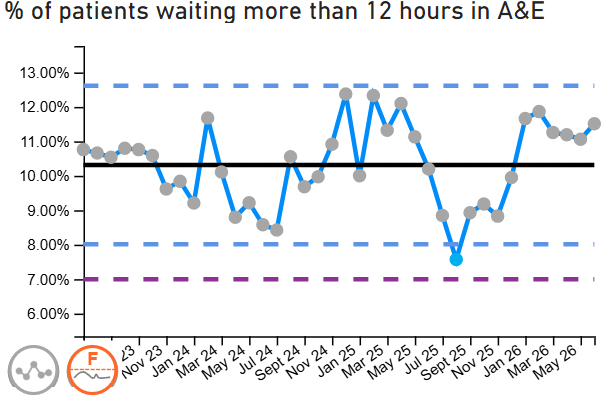 % of patients waiting more than 12 hours in A&E
13.00%
12.00%
11.00%
10.00%
9.00%
8.00%
7.00%
6.00%
23
Nov 23
Jan 24
Mar 24
May 24
Jul 24
Sept 24
Nov 24
Jan 25
Mar 25
May 25
Jul 25
Sept 25
Nov 25
Jan 26
Mar 26
May 26
F